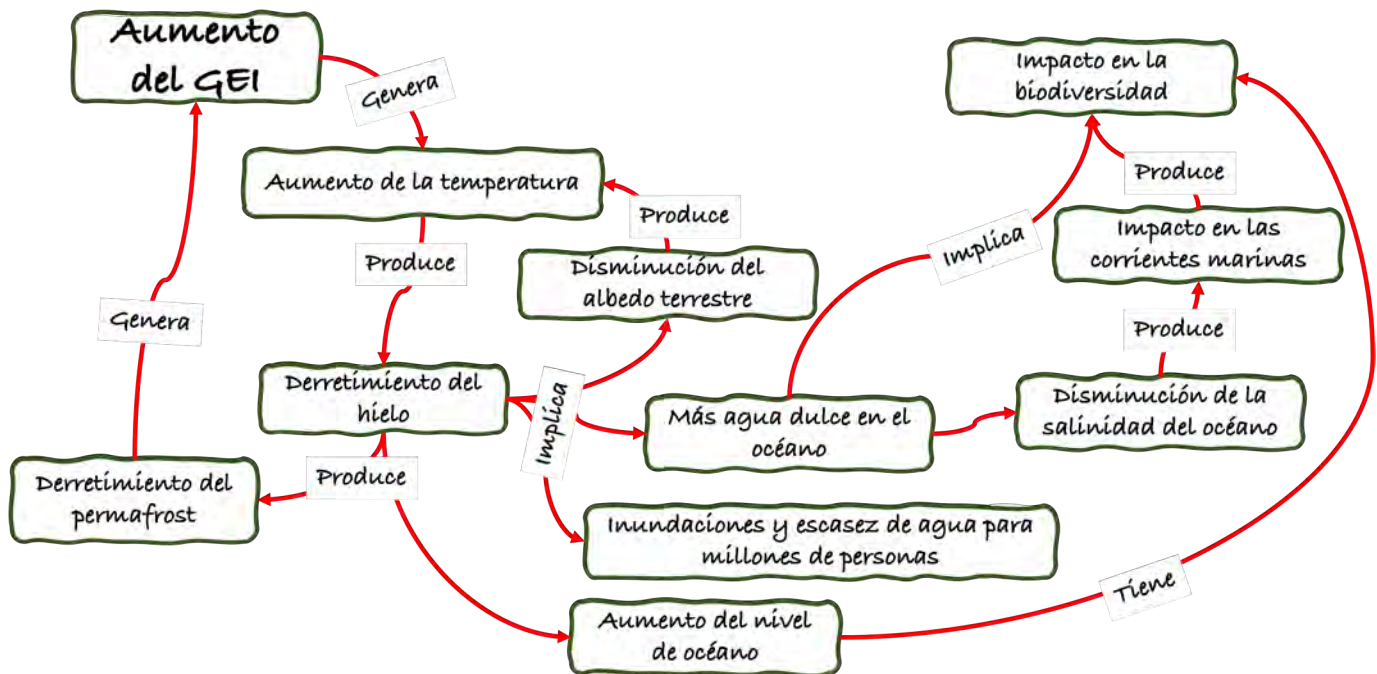 Aumento
del GEI
Genera
Impacto en la
biodiversidad
Aumento de la temperatura
Produce
Produce
Produce
Implica
Impacto en las
corrientes marinas
Disminución del
albedo terrestre
Genera
Produce
Derretimiento del
hielo
Implica
Más agua dulce en el
océano
Disminución de la
salinidad del océano
Derretimiento del
permafrost
Produce
Inundaciones y escasez de agua para
millones de personas
Tiene
Aumento del nivel
de océano